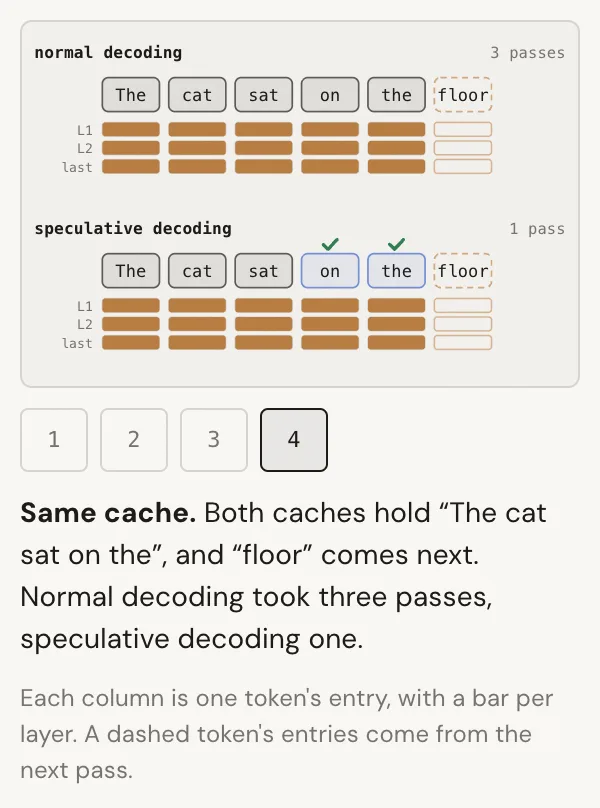 normal decoding 3 passes
The cat sat on the floor
L1
L2
last
speculative decoding 1 pass
The cat sat on the floor
L1
L2
last
1 2 3 4
Same cache. Both caches hold “The cat
sat on the”, and “floor” comes next.
Normal decoding took three passes,
speculative decoding one.
Each column is one token's entry, with a bar per
layer. A dashed token's entries come from the
next pass.